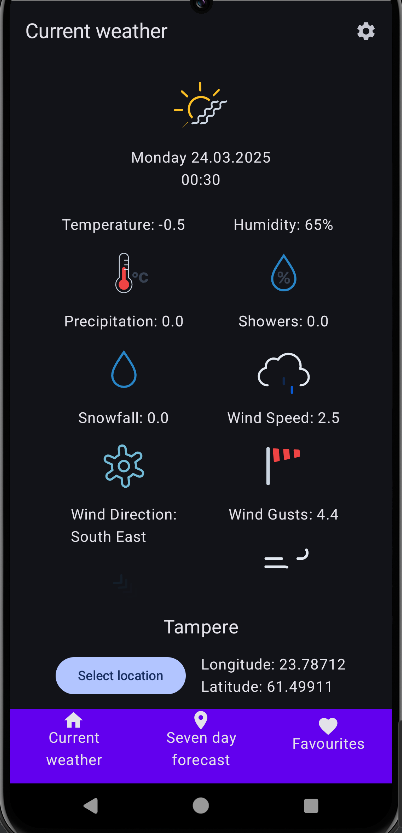 Current weather
Monday 24.03.2025
00:30
Temperature: -0.5
Humidity: 65%
°C
%
Precipitation: 0.0
Showers: 0.0
Snowfall: 0.0
Wind Speed: 2.5
Wind Direction:
South East
Wind Gusts: 4.4
Tampere
Select location
Longitude: 23.78712
Latitude: 61.49911
Current
weather
Seven day
forecast
Favourites